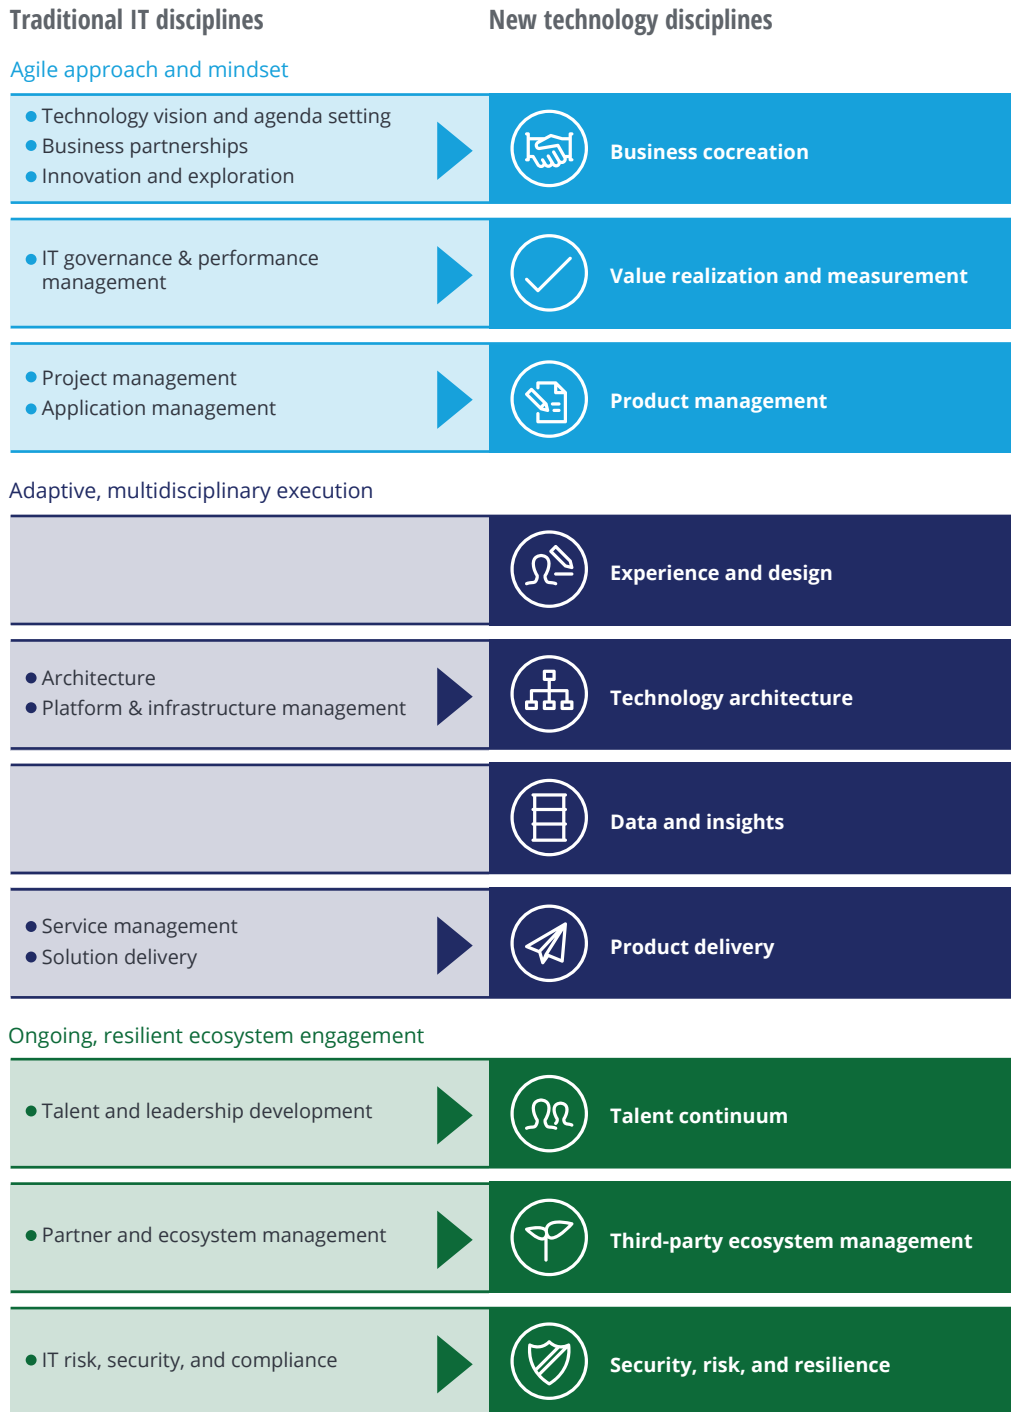 Traditional IT disciplines
New technology disciplines
Agile approach and mindset
Technology vision and agenda setting
Business partnerships
Innovation and exploration
Business cocreation
IT governance & performance
management
Value realization and measurement
Project management
Application management
Product management
Adaptive, multidisciplinary execution
Experience and design
Architecture
Platform & infrastructure management
Technology architecture
Data and insights
Service management
Solution delivery
Product delivery
Ongoing, resilient ecosystem engagement
Talent and leadership development
Talent continuum
Partner and ecosystem management
Third-party ecosystem management
IT risk, security, and compliance
Security, risk, and resilience